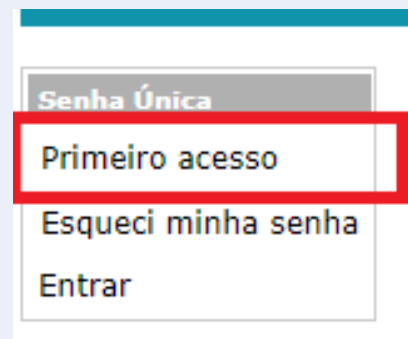 Senha Única
Primeiro acesso
Esqueci minha senha
Entrar